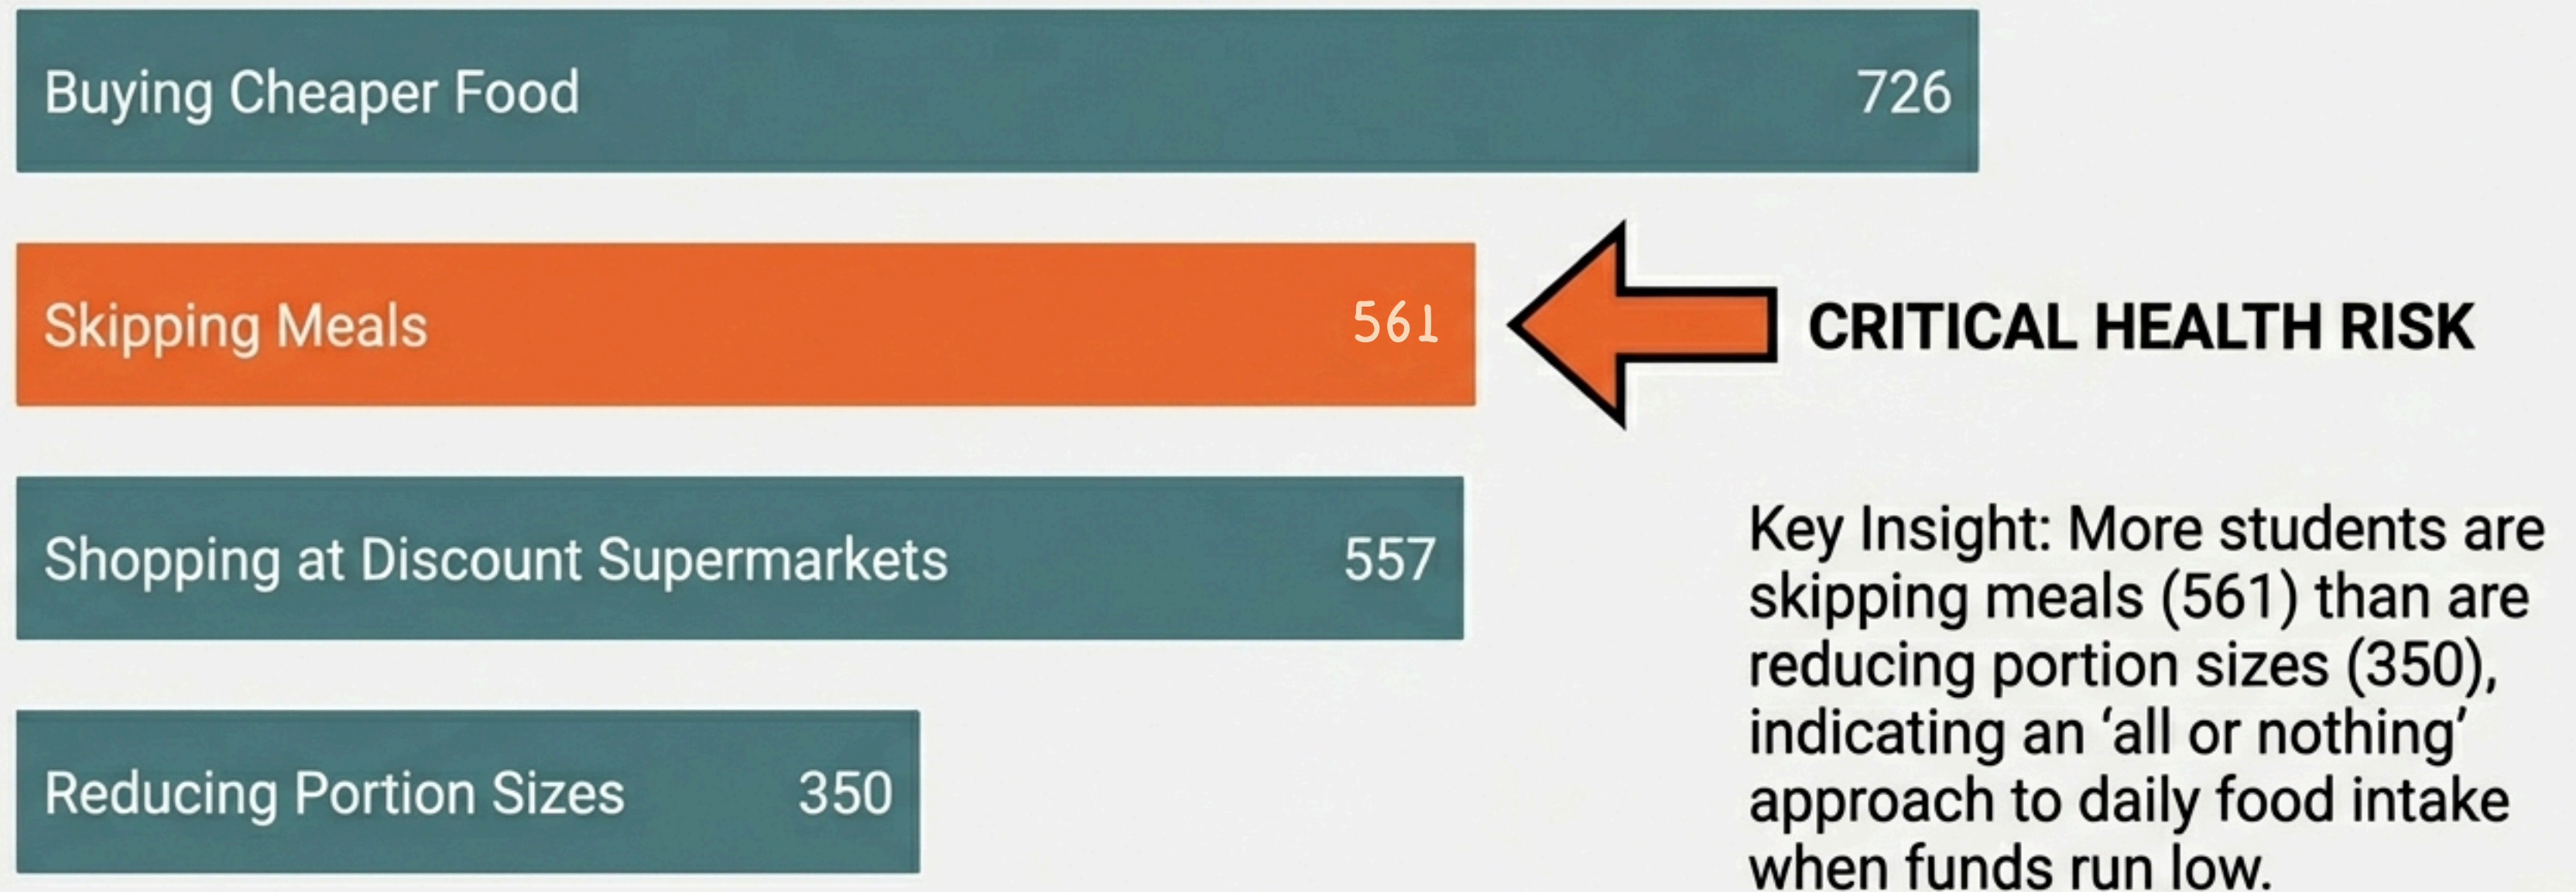 Buying Cheaper Food 726
Skipping Meals 561
CRITICAL HEALTH RISK
Shopping at Discount Supermarkets 557
Reducing Portion Sizes 350
Key Insight: More students are
skipping meals (561) than are
reducing portion sizes (350),
indicating an ‘all or nothing’
approach to daily food intake
when funds run low.